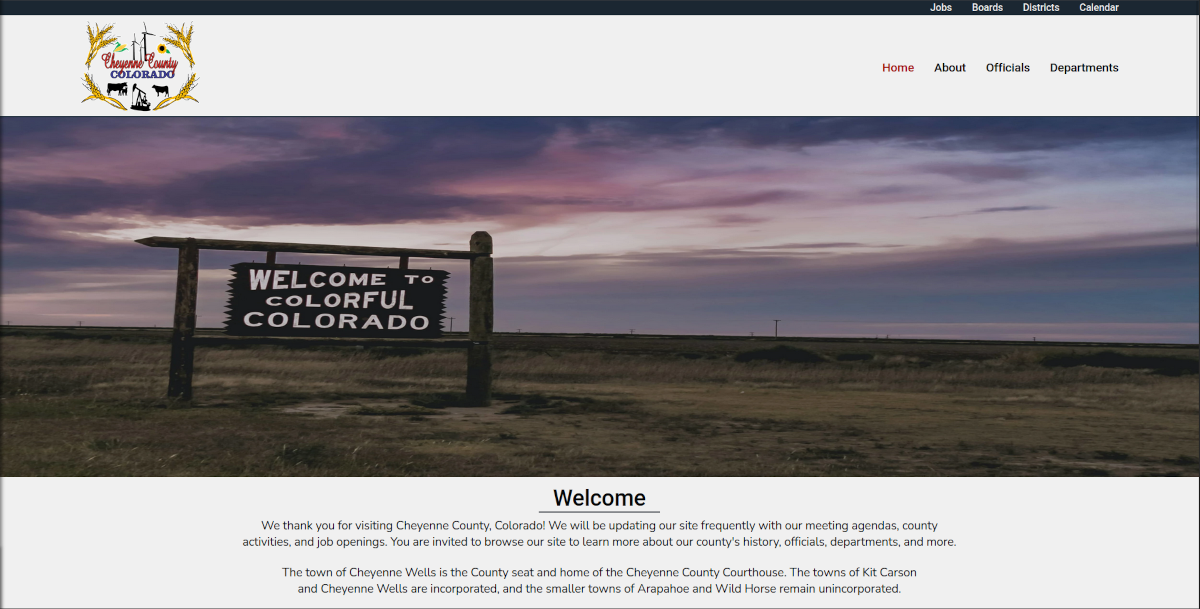 Jobs Boards Districts Calendar
Cheyenne County
COLORADO
Home About Officials Departments
WELCOME TO
COLORFUL
COLORADO
Welcome
We thank you for visiting Cheyenne County, Colorado! We will be updating our site frequently with our meeting agendas, county
activities, and job openings. You are invited to browse our site to learn more about our county's history, officials, departments, and more.
The town of Cheyenne Wells is the County seat and home of the Cheyenne County Courthouse. The towns of Kit Carson
and Cheyenne Wells are incorporated, and the smaller towns of Arapahoe and Wild Horse remain unincorporated.